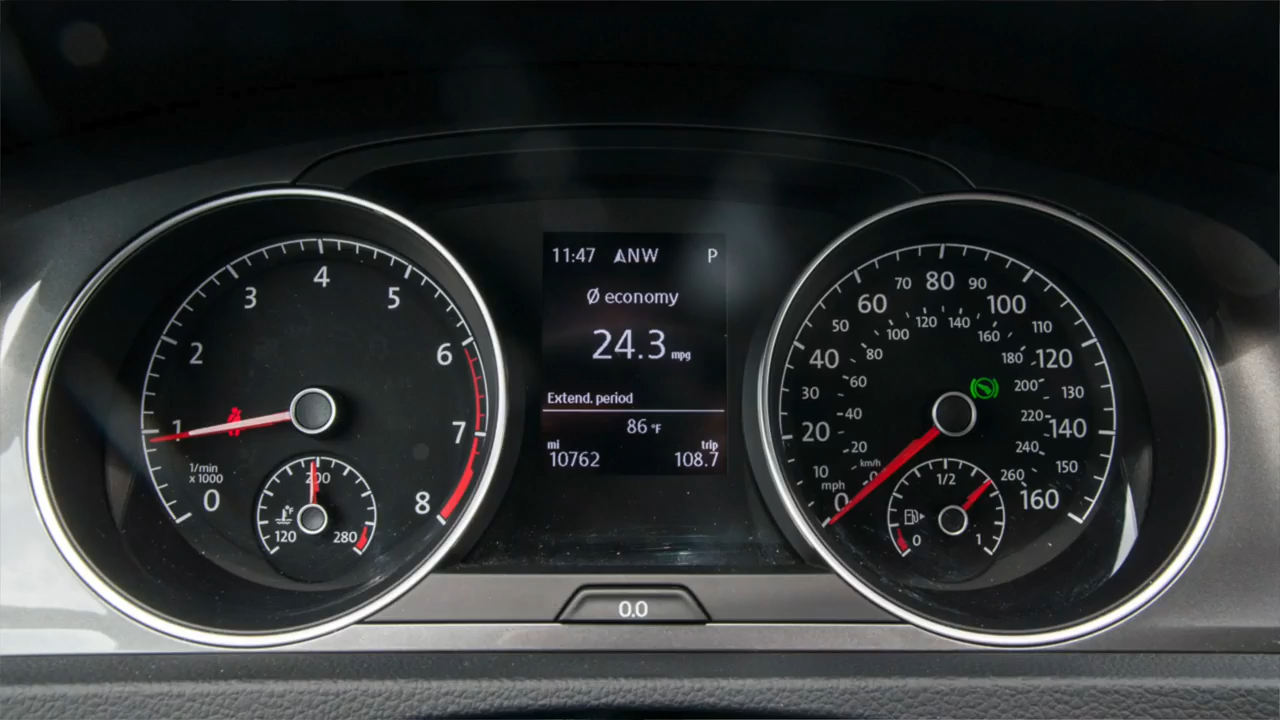 4
3
5
2
6
1
7
1/min
x 1000
0
8
200
°F
120
280
11:47 NW P
Ø economy
24.3 mpg
Extend. period
86 °F
mi trip
10762 108.7
0.0
80
70 90
60 100
50 110
40 120
30 130
20 140
10 150
mph
0 160
120 140
100 160
80 180
60 200
40 220
20 240
km/h
0 260
1/2
0 1